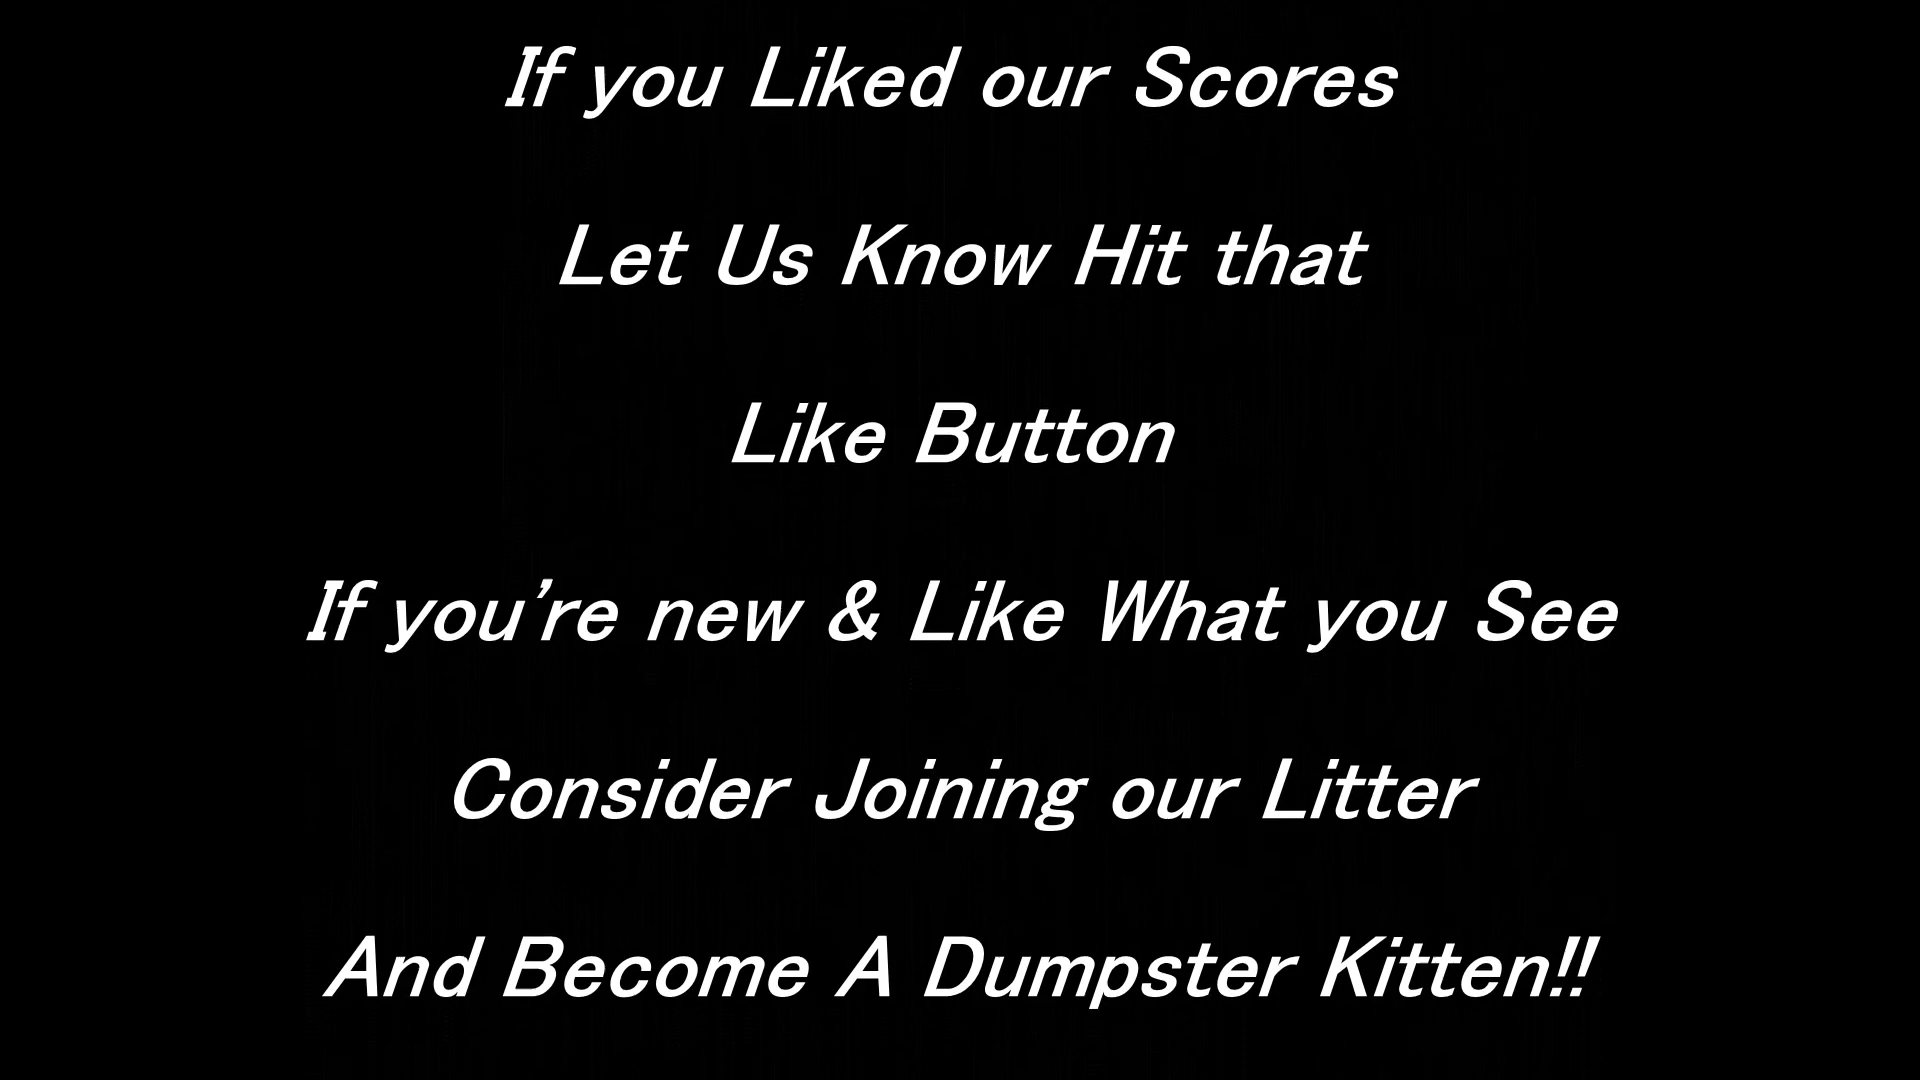 If you Liked our Scores
Let Us Know Hit that
Like Button
If you’re new & Like What you See
Consider Joining our Litter
And Become A Dumpster Kitten!!